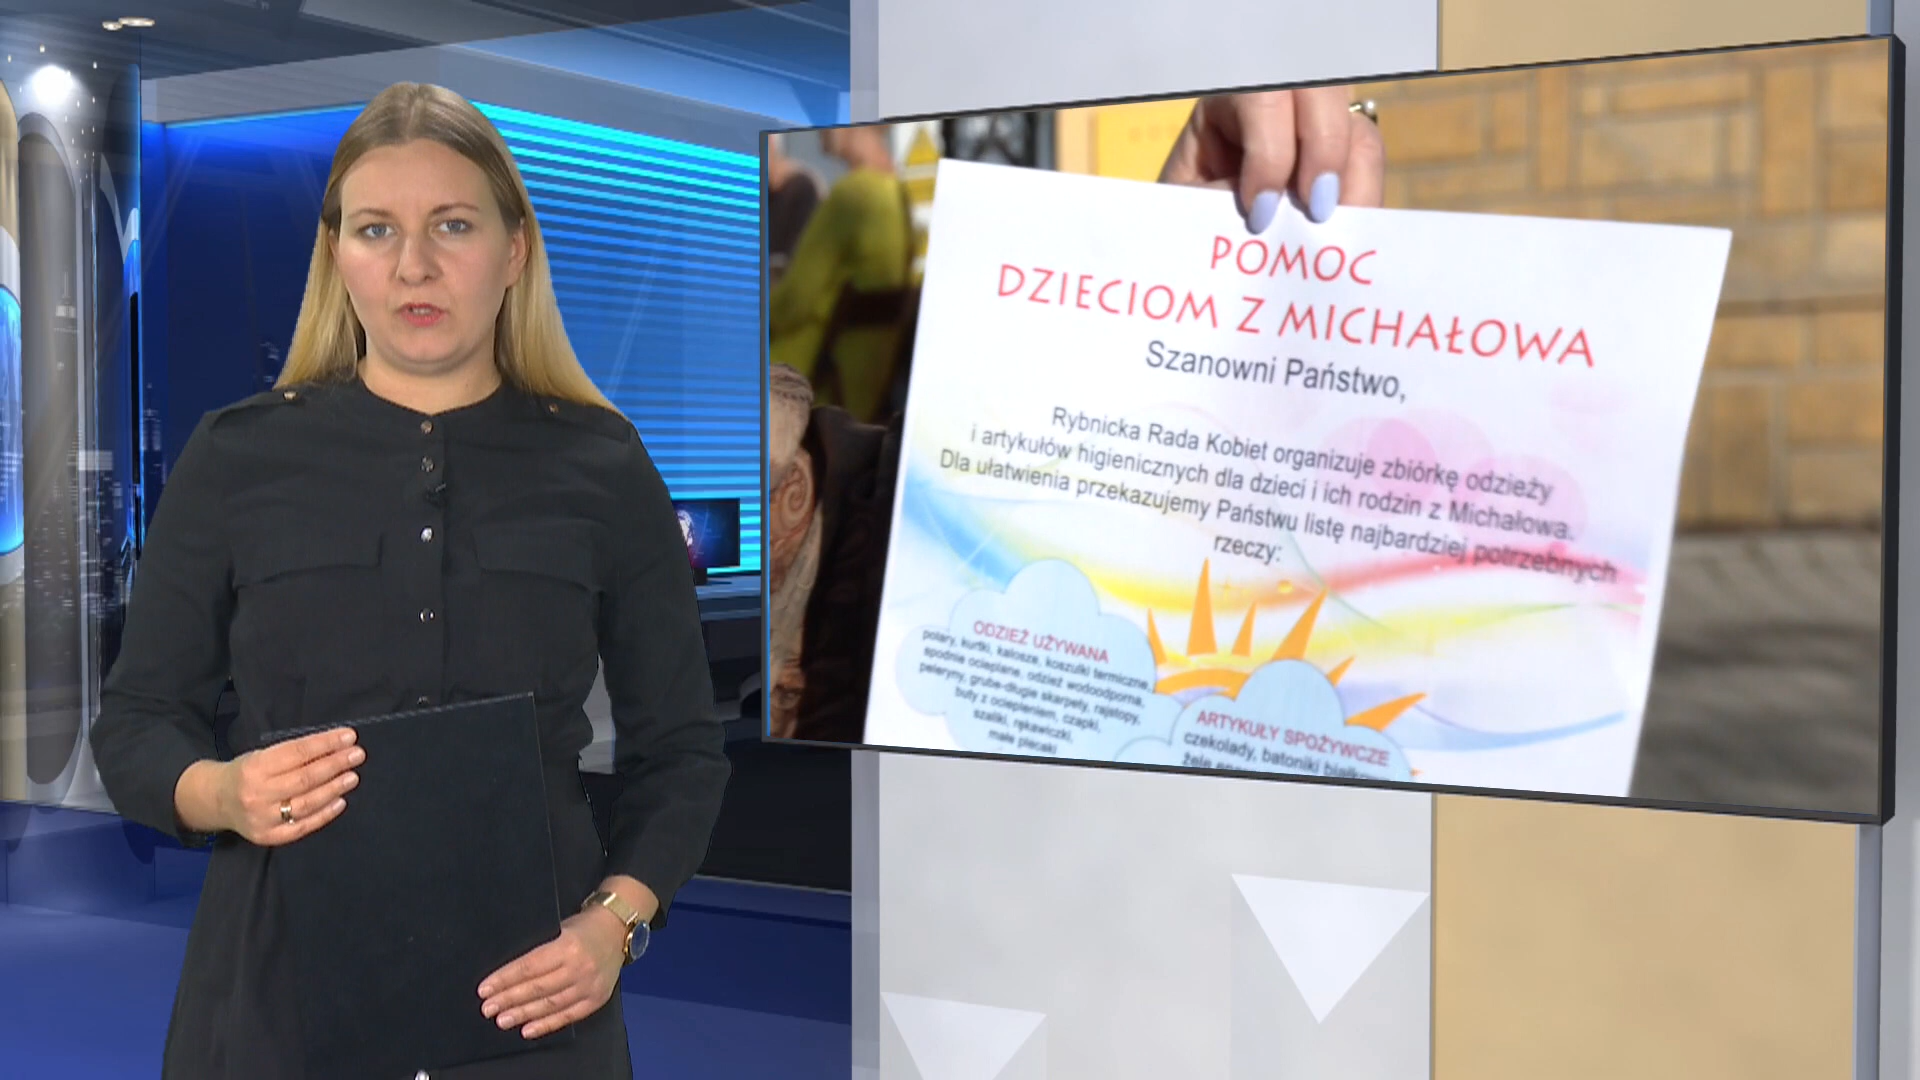 POMOC
DZIECIOM Z MICHAŁOWA
Szanowni Państwo,
Rybnicka Rada Kobiet organizuje zbiórkę odzieży
i artykułów higienicznych dla dzieci i ich rodzin z Michałowa.
Dla ułatwienia przekazujemy Państwu listę najbardziej potrzebnych
rzeczy:
ODZIEŻ UŻYWANA
polary, kurtki, kalosze, koszulki termiczne,
spodnie ocieplane, odzież wodoodporna,
peleryny, grube-długie skarpety, rajstopy,
buty z ociepleniem, czapki,
szaliki, rękawiczki,
małe plecaki
ARTYKUŁY SPOŻYWCZE
czekolady, batoniki
żele